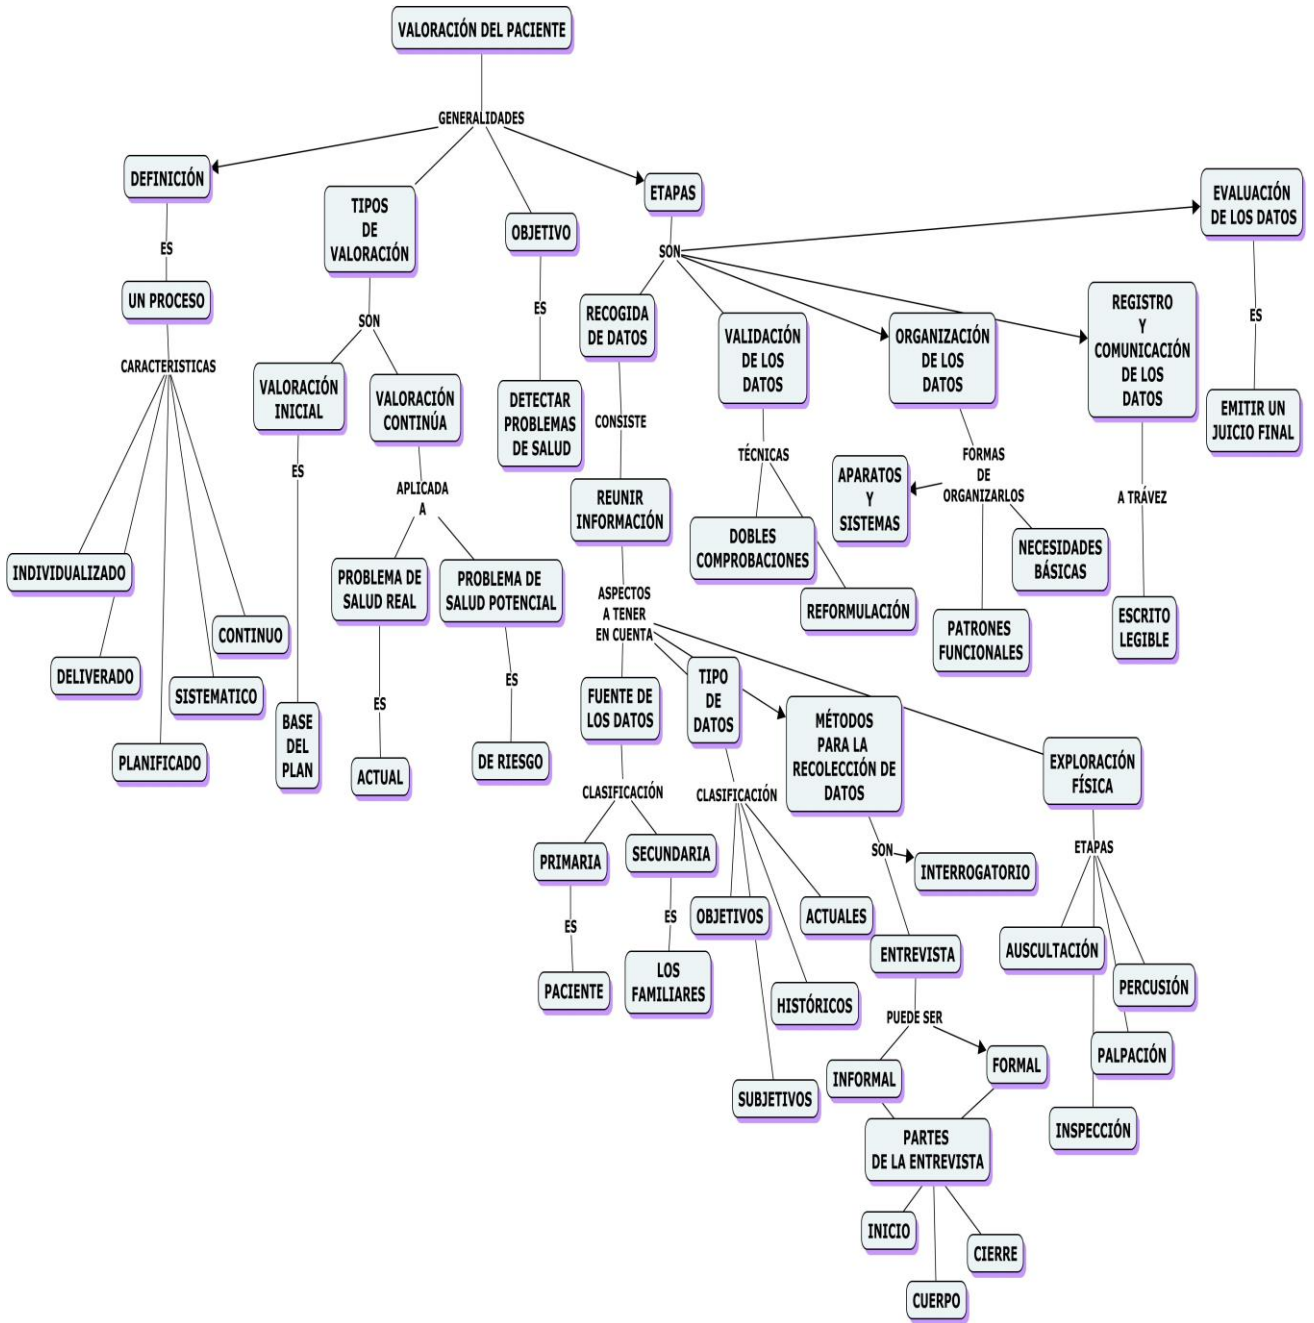 VALORACIÓN DEL PACIENTE
GENERALIDADES
DEFINICIÓN
ES
UN PROCESO
CARACTERISTICAS
INDIVIDUALIZADO
DELIVERADO
PLANIFICADO
SISTEMATICO
CONTINUO
TIPOS
DE
VALORACIÓN
SON
VALORACIÓN
INICIAL
ES
BASE
DEL
PLAN
VALORACIÓN
CONTINÚA
APLICADA
A
PROBLEMA DE
SALUD REAL
ES
ACTUAL
PROBLEMA DE
SALUD POTENCIAL
ES
DE RIESGO
OBJETIVO
ES
DETECTAR
PROBLEMAS
DE SALUD
ETAPAS
SON
RECOGIDA
DE DATOS
CONSISTE
REUNIR
INFORMACIÓN
ASPECTOS
A TENER
EN CUENTA
FUENTE DE
LOS DATOS
CLASIFICACIÓN
PRIMARIA
ES
PACIENTE
SECUNDARIA
ES
LOS
FAMILIARES
TIPO
DE
DATOS
CLASIFICACIÓN
OBJETIVOS
SUBJETIVOS
HISTÓRICOS
ACTUALES
MÉTODOS
PARA LA
RECOLECCIÓN DE
DATOS
SON
INTERROGATORIO
ENTREVISTA
PUEDE SER
INFORMAL
FORMAL
PARTES
DE LA ENTREVISTA
INICIO
CUERPO
CIERRE
EXPLORACIÓN
FÍSICA
ETAPAS
AUSCULTACIÓN
INSPECCIÓN
PALPACIÓN
PERCUSIÓN
VALIDACIÓN
DE LOS
DATOS
TÉCNICAS
DOBLES
COMPROBACIONES
REFORMULACIÓN
ORGANIZACIÓN
DE LOS
DATOS
FORMAS
DE
ORGANIZARLOS
APARATOS
Y
SISTEMAS
PATRONES
FUNCIONALES
NECESIDADES
BÁSICAS
REGISTRO
Y
COMUNICACIÓN
DE LOS
DATOS
A TRÁVEZ
ESCRITO
LEGIBLE
EVALUACIÓN
DE LOS DATOS
ES
EMITIR UN
JUICIO FINAL